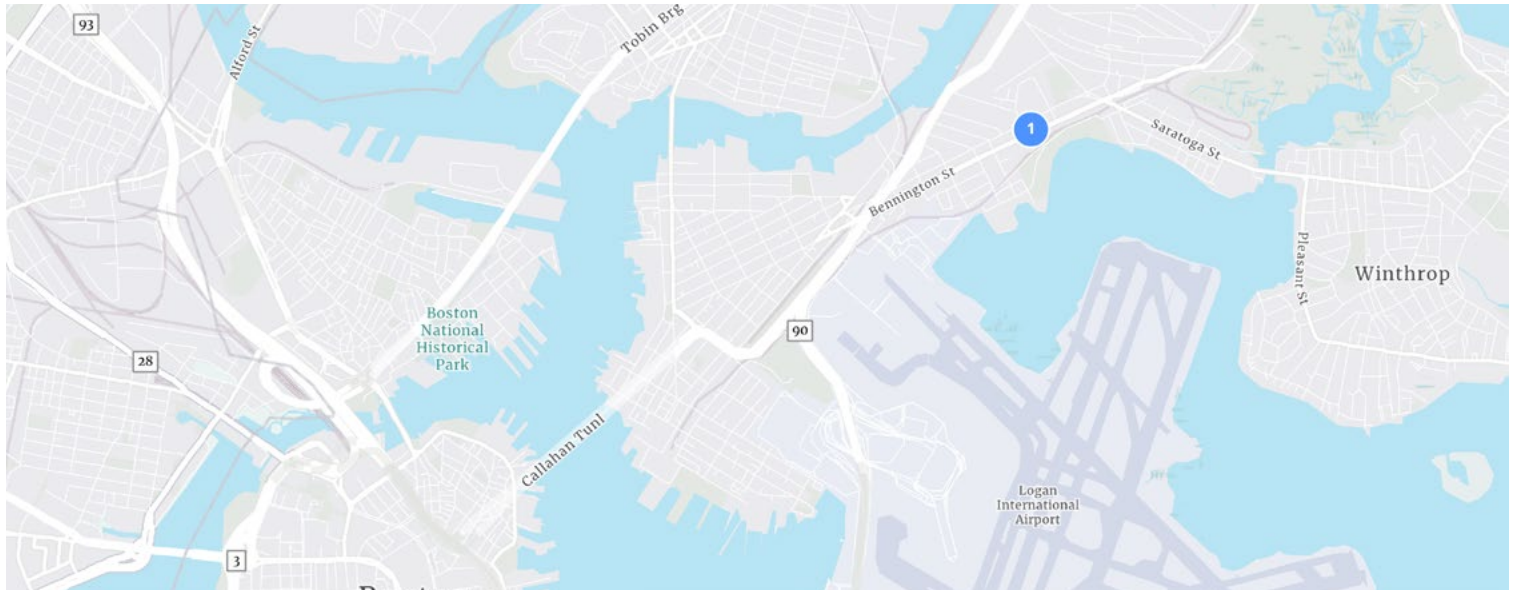 93
Alford St
Tobin Brg
1
Saratoga St
Bennington St
Pleasant St
Winthrop
Boston
National
Historical
Park
90
28
Callahan Tunl
Logan
International
Airport
3